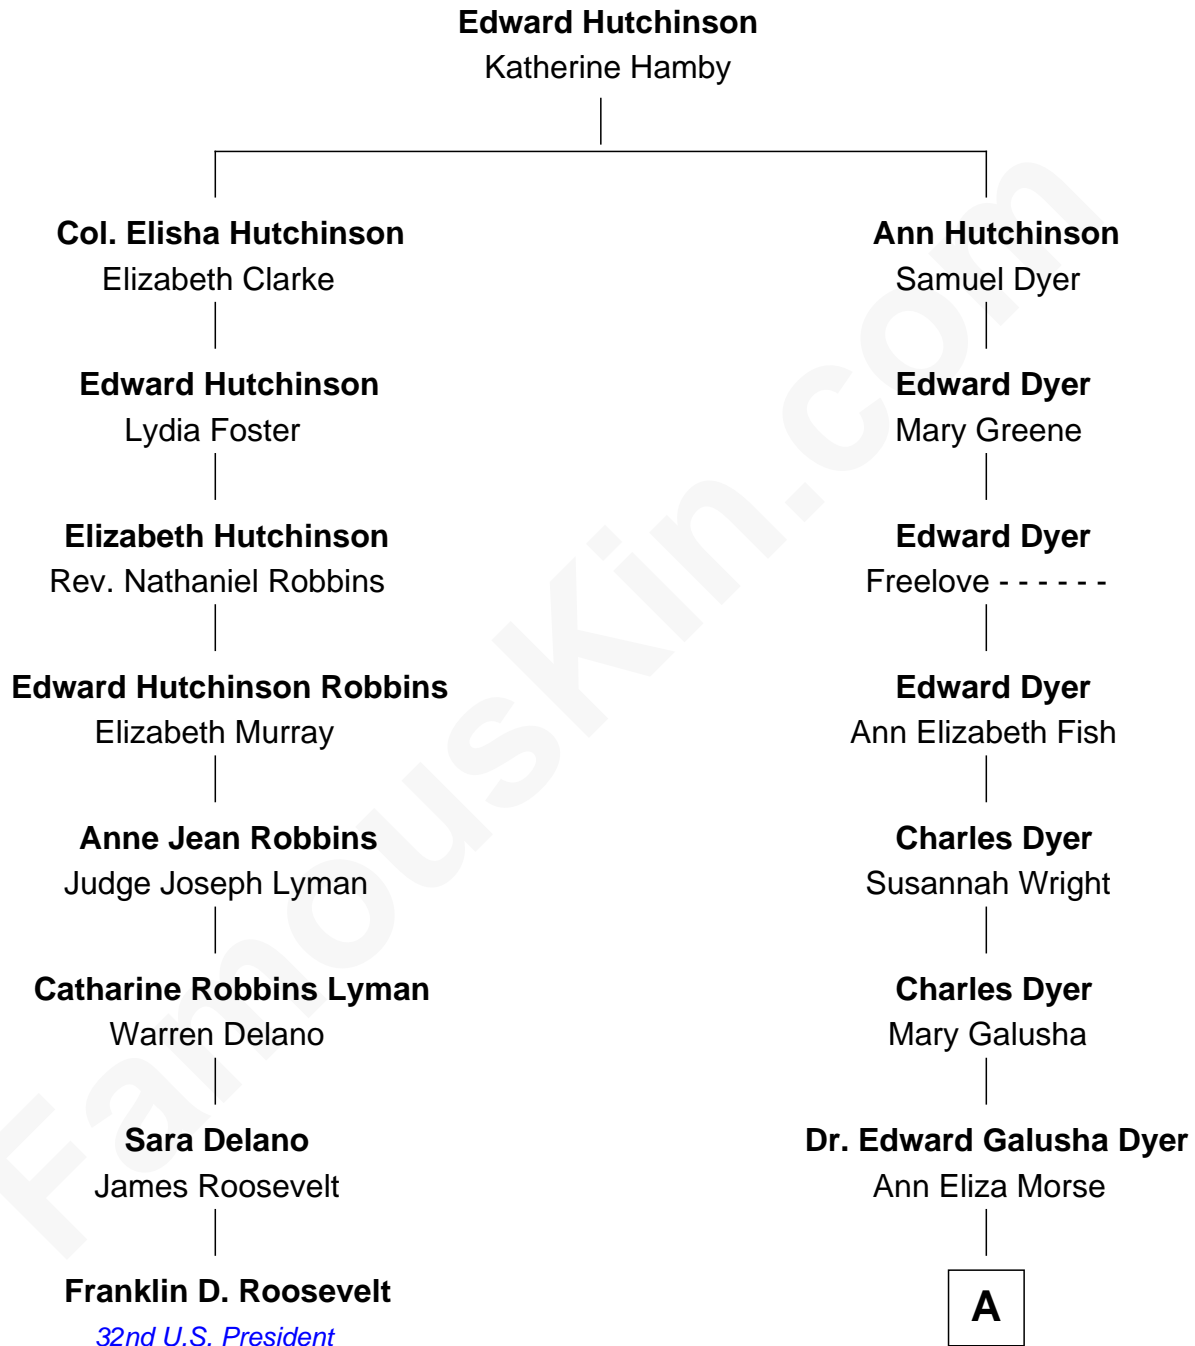 Edward Hutchinson
Katherine Hamby
Col. Elisha Hutchinson
Elizabeth Clarke
Edward Hutchinson
Lydia Foster
Elizabeth Hutchinson
Rev. Nathaniel Robbins
Edward Hutchinson Robbins
Elizabeth Murray
Anne Jean Robbins
Judge Joseph Lyman
Catharine Robbins Lyman
Warren Delano
Sara Delano
James Roosevelt
Franklin D. Roosevelt
32nd U.S. President
Ann Hutchinson
Samuel Dyer
Edward Dyer
Mary Greene
Edward Dyer
Freelove - - - - - -
Edward Dyer
Ann Elizabeth Fish
Charles Dyer
Susannah Wright
Charles Dyer
Mary Galusha
Dr. Edward Galusha Dyer
Ann Eliza Morse
A
FamousKin.com